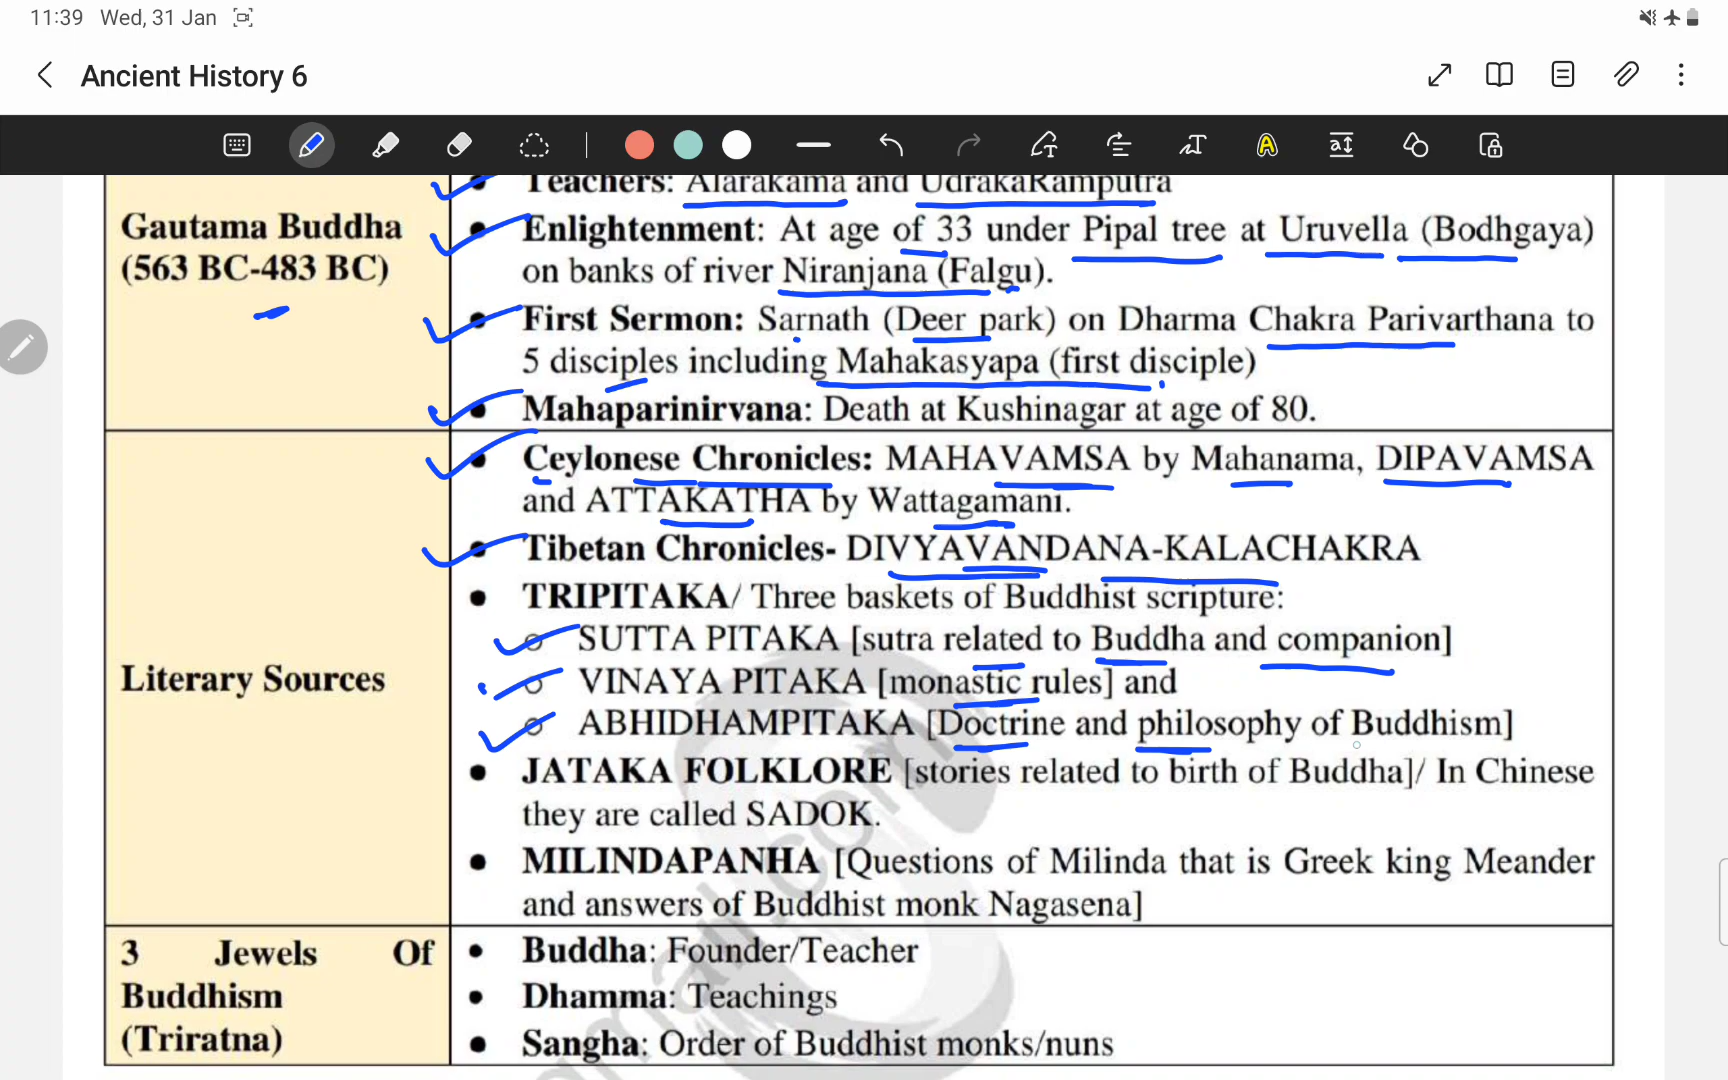 11:39 Wed, 31 Jan
Ancient History 6
Teachers: Alarakama and UdrakaRamputra
Gautama Buddha
(563 BC-483 BC)
Enlightenment: At age of 33 under Pipal tree at Uruvella (Bodhgaya)
on banks of river Niranjana (Falgu).
First Sermon: Sarnath (Deer park) on Dharma Chakra Parivarthana to
5 disciples including Mahakasyapa (first disciple)
Mahaparinirvana: Death at Kushinagar at age of 80.
Literary Sources
Ceylonese Chronicles: MAHAVAMSA by Mahanama, DIPAVAMSA
and ATTAKATHA by Wattagamani.
Tibetan Chronicles- DIVYAVANDANA-KALACHAKRA
TRIPITAKA/ Three baskets of Buddhist scripture:
SUTTA PITAKA [sutra related to Buddha and companion]
VINAYA PITAKA [monastic rules] and
ABHIDHAMPITAKA [Doctrine and philosophy of Buddhism]
JATAKA FOLKLORE [stories related to birth of Buddha]/ In Chinese
they are called SADOK.
MILINDAPANHA [Questions of Milinda that is Greek king Meander
and answers of Buddhist monk Nagasena]
3 Jewels Of
Buddhism
(Triratna)
Buddha: Founder/Teacher
Dhamma: Teachings
Sangha: Order of Buddhist monks/nuns